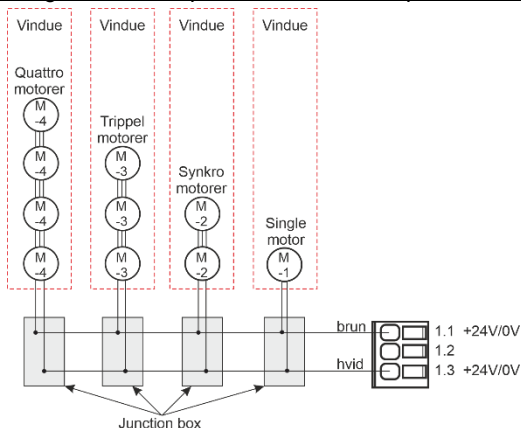 Vindue
Vindue
Vindue
Vindue
Quattro
motorer
M
-4
M
-4
M
-4
M
-4
Trippel
motorer
M
-3
M
-3
M
-3
Synkro
motorer
M
-2
M
-2
Single
motor
M
-1
brun
1.1 +24V/0V
1.2
hvid
1.3 +24V/0V
Junction box